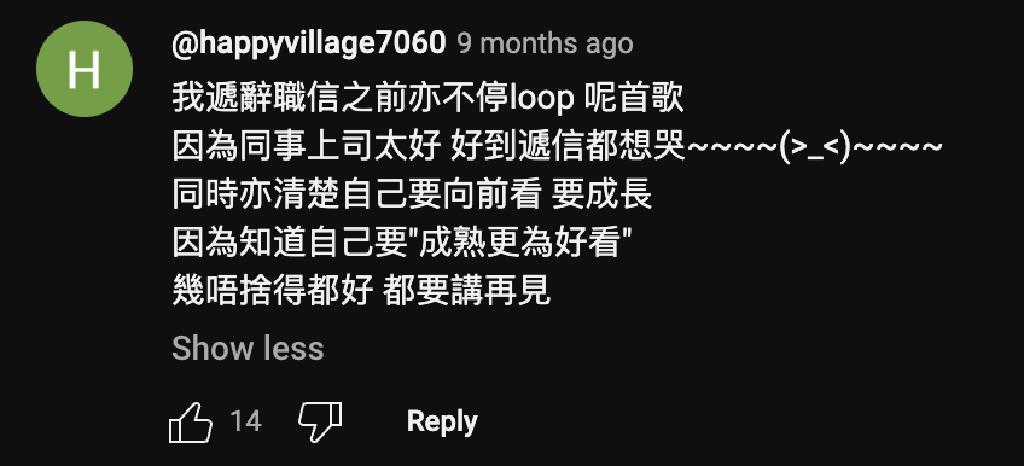 H
@happyvillage7060 9 months ago
我遞辭職信之前亦不停loop 呢首歌
因為同事上司太好 好到遞信都想哭~~~~(>_<)~~~~
同時亦清楚自己要向前看 要成長
因為知道自己要"成熟更為好看"
幾唔捨得都好 都要講再見
Show less
14 Reply